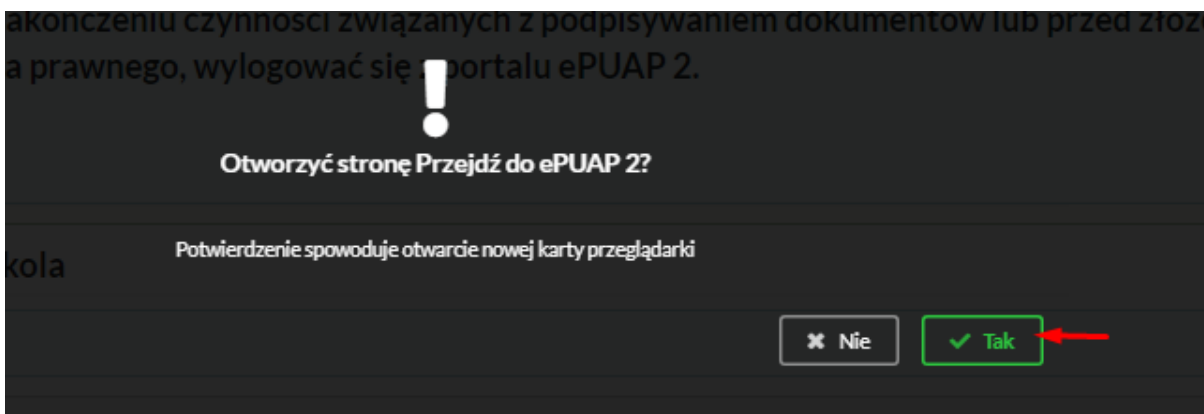 akończeniu czynności związanych z podpisywaniem dokumentów lub przed złoż
a prawnego, wylogować się z portalu ePUAP 2.
Otworzyć stronę Przejdź do ePUAP 2?
Potwierdzenie spowoduje otwarcie nowej karty przeglądarki
kola
Nie
Tak